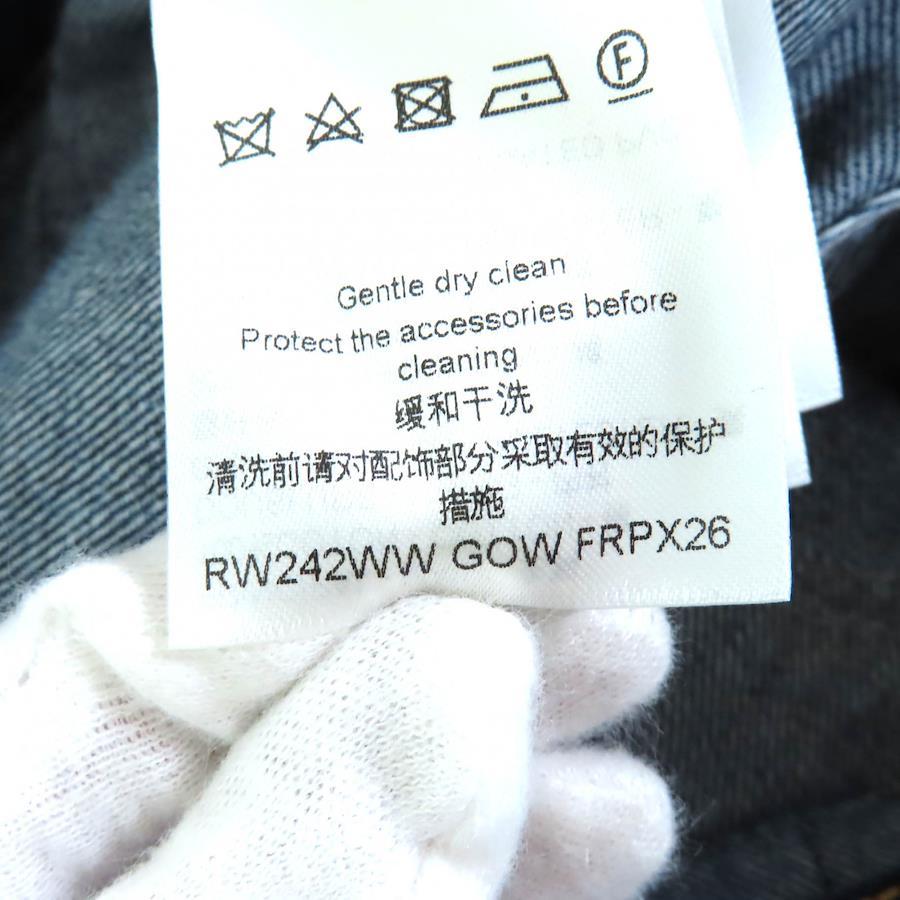 F
Gentle dry clean
Protect the accessories before
cleaning
缓和干洗
清洗前请对配饰部分采取有效的保护
措施
RW242WW GOW FRPX26